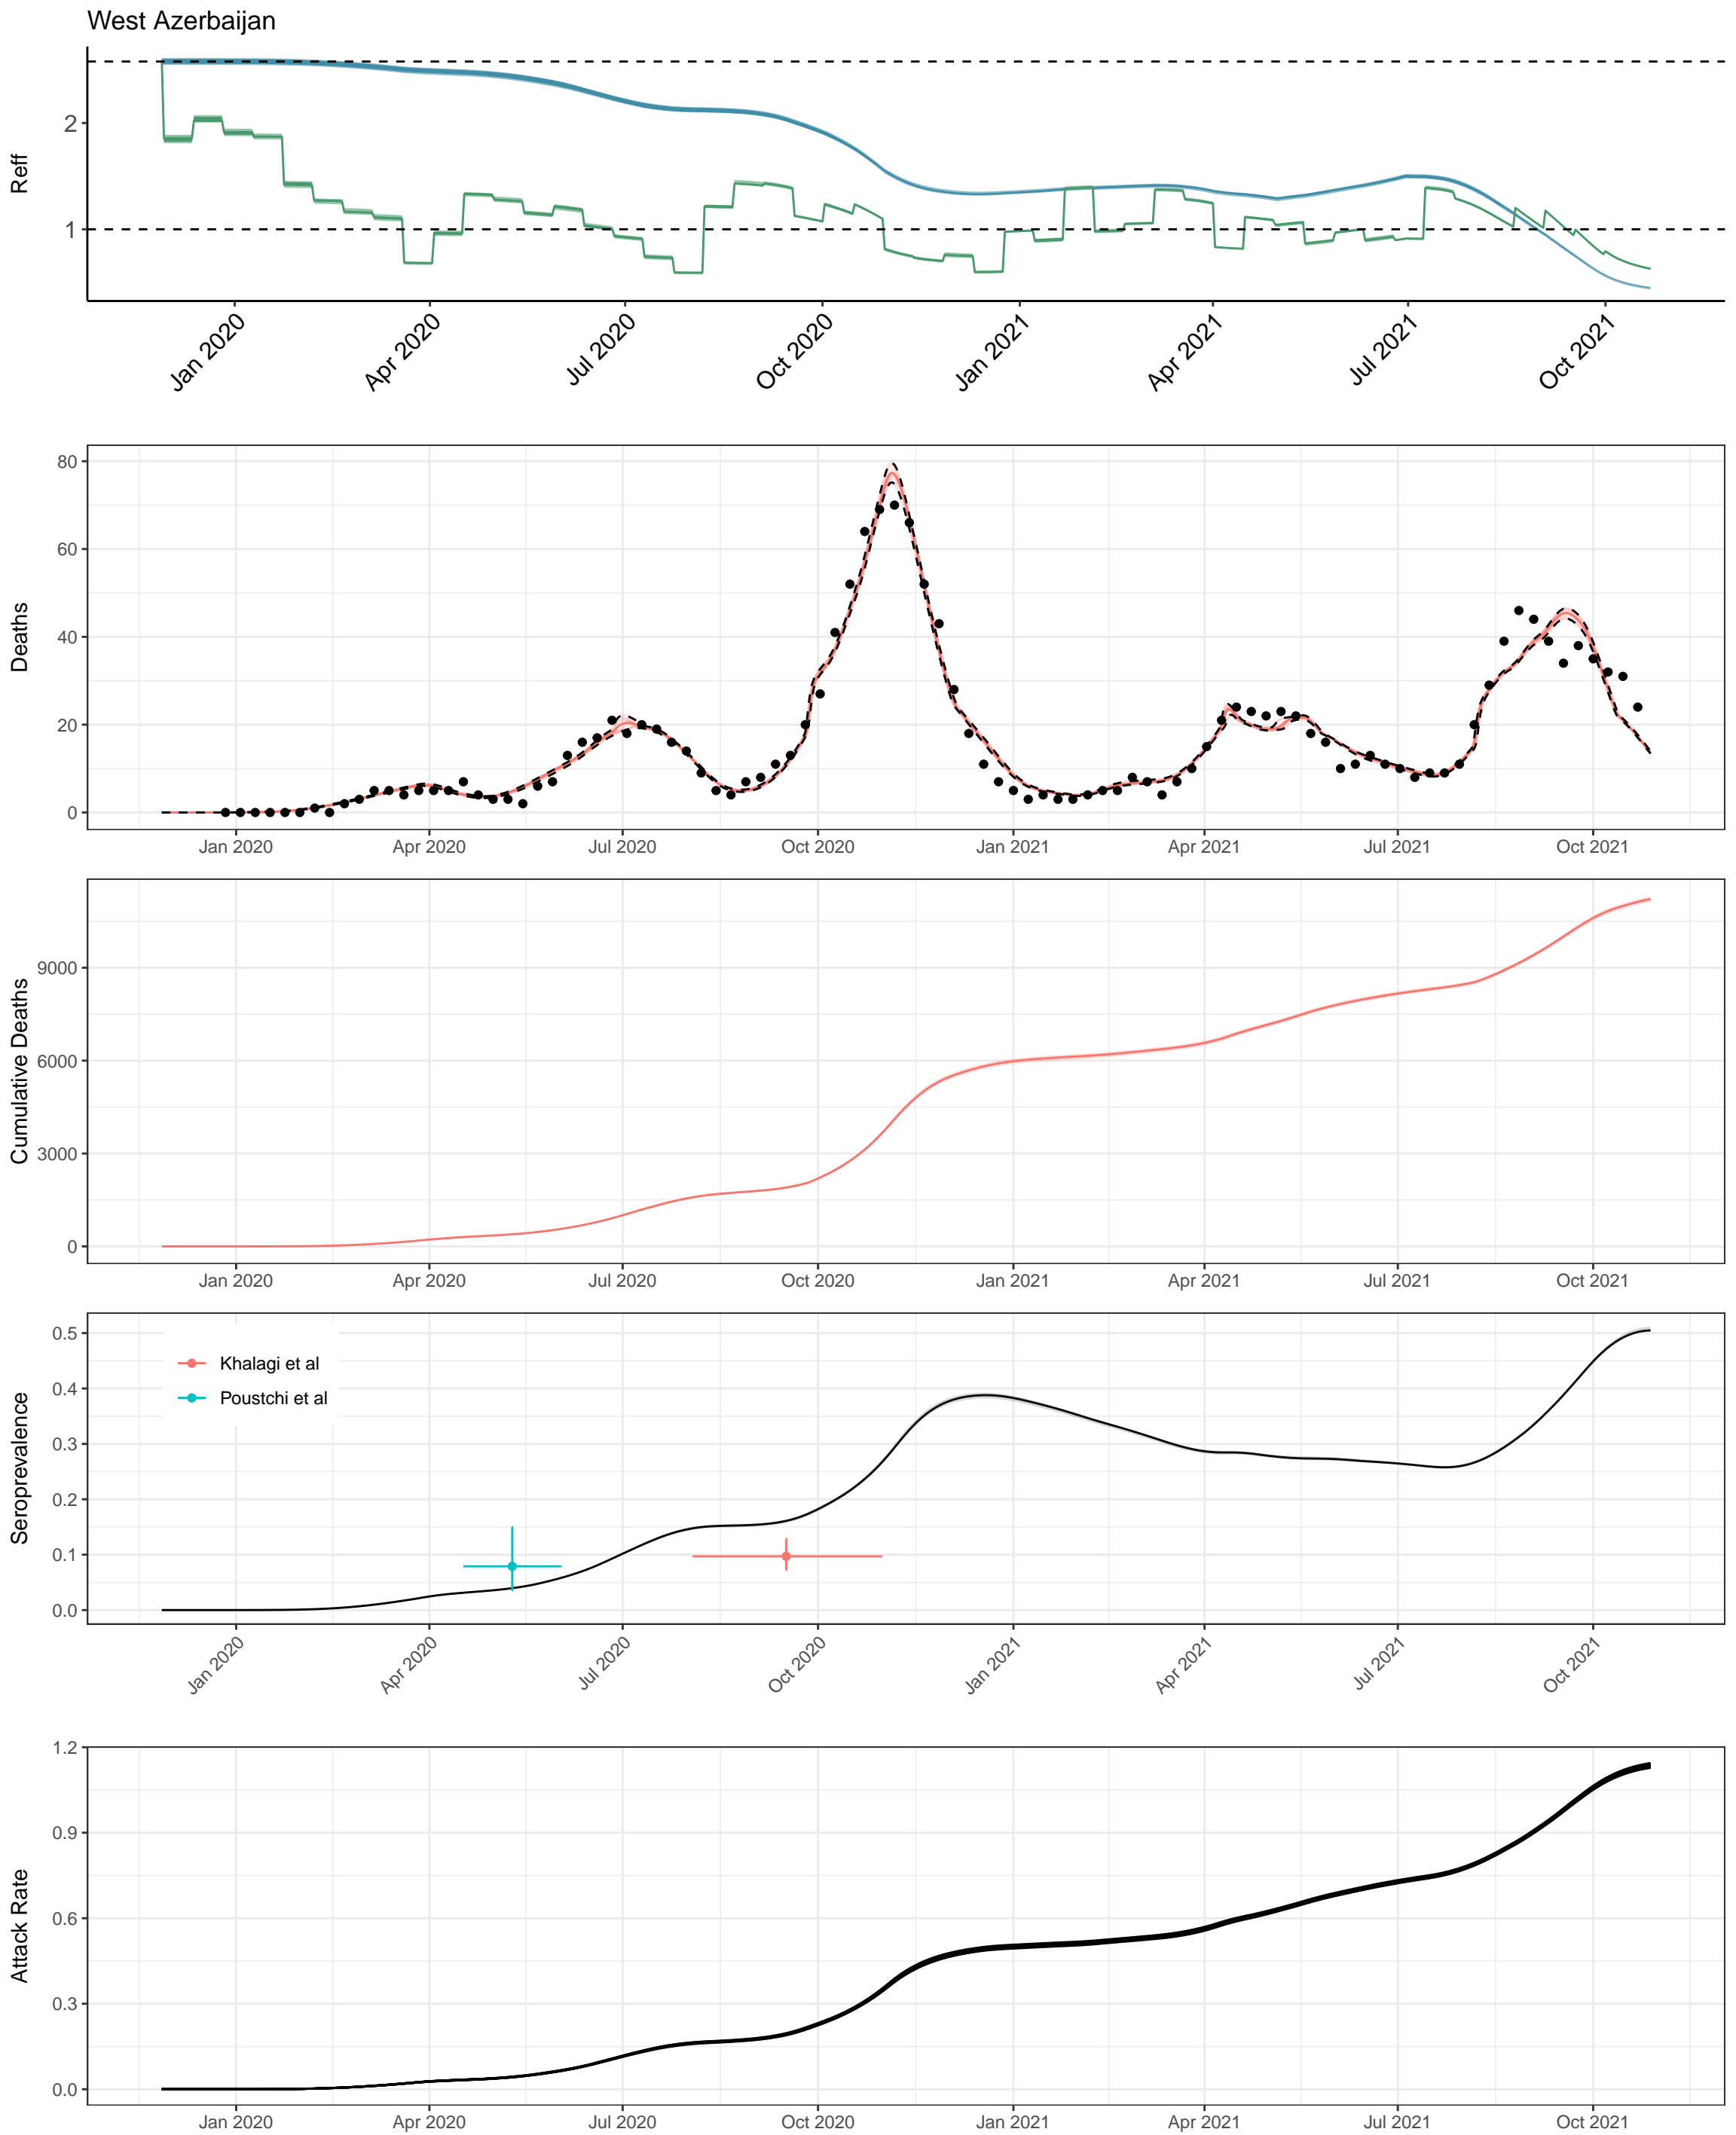 West Azerbaijan
Reff
2
1
Jan 2020 Apr 2020 Jul 2020 Oct 2020 Jan 2021 Apr 2021 Jul 2021 Oct 2021
Deaths
80
60
40
20
0
Jan 2020 Apr 2020 Jul 2020 Oct 2020 Jan 2021 Apr 2021 Jul 2021 Oct 2021
Cumulative Deaths
9000
6000
3000
0
Jan 2020 Apr 2020 Jul 2020 Oct 2020 Jan 2021 Apr 2021 Jul 2021 Oct 2021
Seroprevalence
0.5
0.4
0.3
0.2
0.1
0.0
Khalagi et al
Poustchi et al
Jan 2020 Apr 2020 Jul 2020 Oct 2020 Jan 2021 Apr 2021 Jul 2021 Oct 2021
Attack Rate
1.2
0.9
0.6
0.3
0.0
Jan 2020 Apr 2020 Jul 2020 Oct 2020 Jan 2021 Apr 2021 Jul 2021 Oct 2021